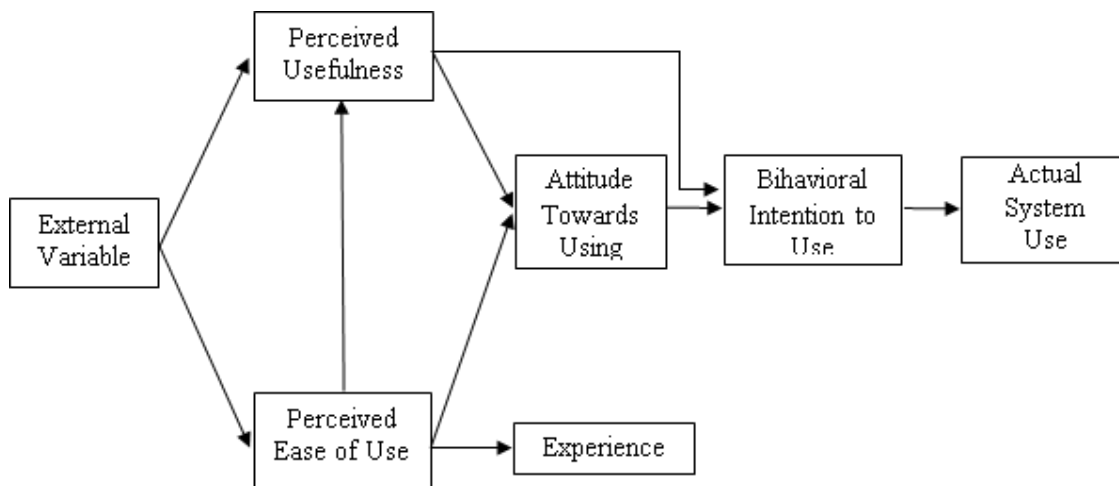 Perceived
Usefulness
External
Variable
Attitude
Towards
Using
Bihavioral
Intention to
Use
Actual
System
Use
Perceived
Ease of Use
Experience